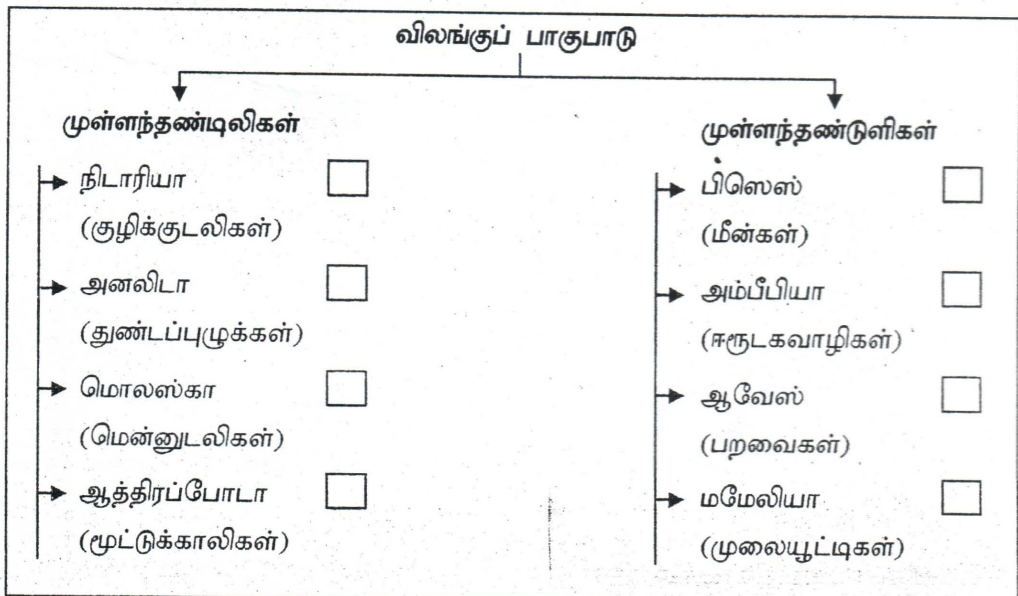 விலங்குப் பாகுபாடு
முள்ளந்தண்டிலிகள்
நிடாரியா
(குழிக்குடலிகள்)
அனலிடா
(துண்டப்புழுக்கள்)
மொலஸ்கா
(மென்னுடலிகள்)
ஆத்திரப்போடா
(மூட்டுக்காலிகள்)
முள்ளந்தண்டுளிகள்
பிஸெஸ்
(மீன்கள்)
அம்பீபியா
(ஈரூடகவாழிகள்)
ஆவேஸ்
(பறவைகள்)
மமேலியா
(முலையூட்டிகள்)